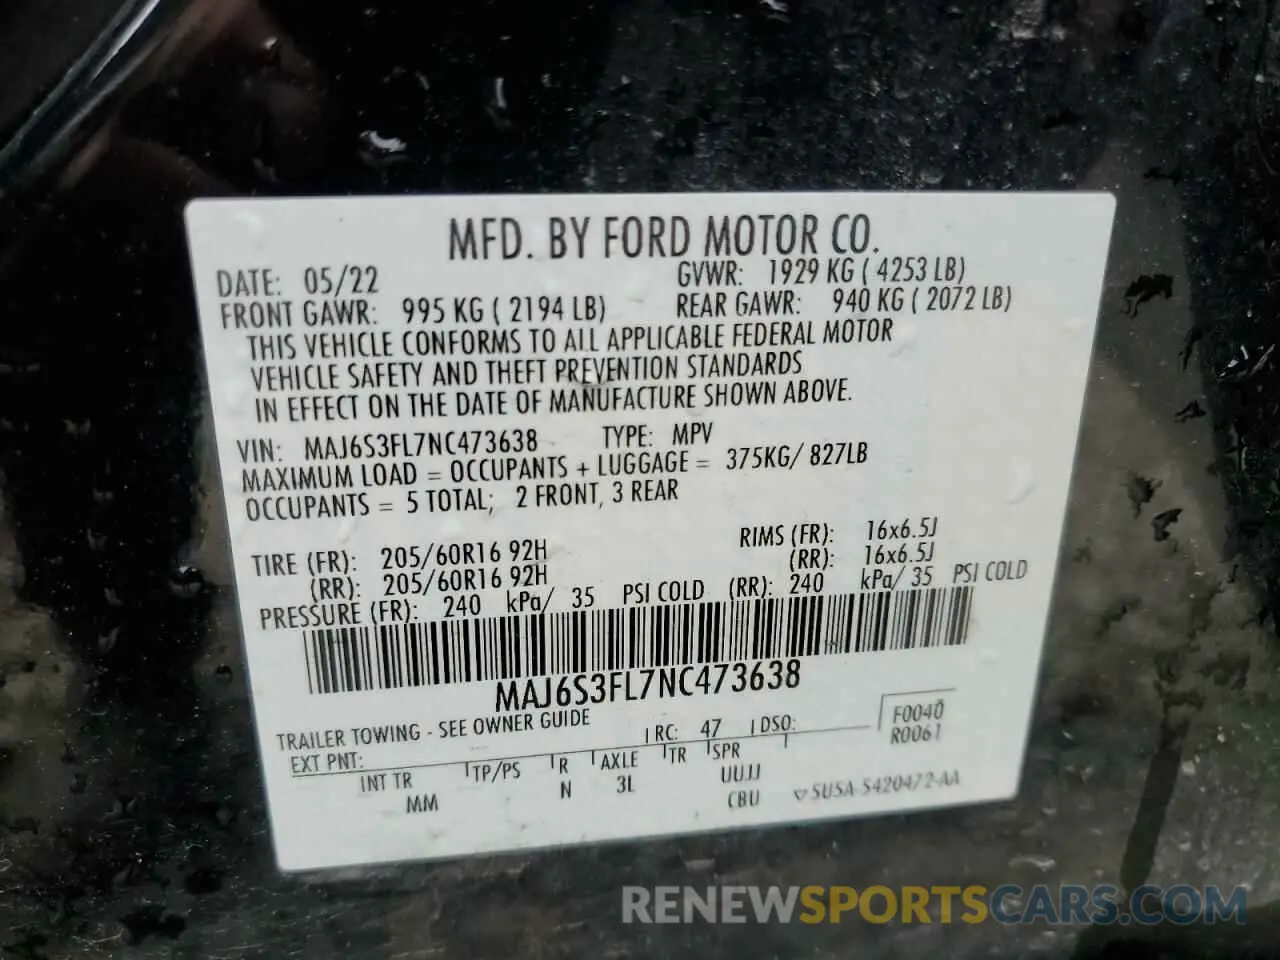 MFD. BY FORD MOTOR CO.
DATE: 05/22 GVWR: 1929 KG ( 4253 LB)
FRONT GAWR: 995 KG ( 2194 LB) REAR GAWR: 940 KG ( 2072 LB)
THIS VEHICLE CONFORMS TO ALL APPLICABLE FEDERAL MOTOR
VEHICLE SAFETY AND THEFT PREVENTION STANDARDS
IN EFFECT ON THE DATE OF MANUFACTURE SHOWN ABOVE.
VIN: MAJ6S3FL7NC473638 TYPE: MPV
MAXIMUM LOAD = OCCUPANTS + LUGGAGE = 375KG/ 827LB
OCCUPANTS = 5 TOTAL; 2 FRONT, 3 REAR
TIRE (FR): 205/60R16 92H RIMS (FR): 16x6.5J
(RR): 205/60R16 92H (RR): 16x6.5J
PRESSURE (FR): 240 kPa/ 35 PSI COLD (RR): 240 kPa/ 35 PSI COLD
MAJ6S3FL7NC473638
TRAILER TOWING - SEE OWNER GUIDE
EXT PNT: RC: 47 DSO: F0040
R0061
INT TR TP/PS R AXLE TR SPR
MM N 3L UUJJ
CBU 5U5A 5420472-AA
RENEWSPORTSCARS.COM